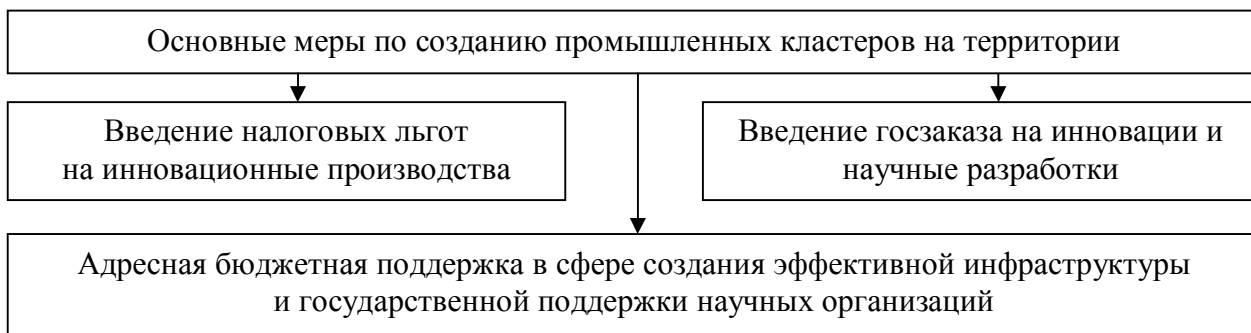 Основные меры по созданию промышленных кластеров на территории
Введение налоговых льгот
на инновационные производства
Введение госзаказа на инновации и
научные разработки
Адресная бюджетная поддержка в сфере создания эффективной инфраструктуры
и государственной поддержки научных организаций